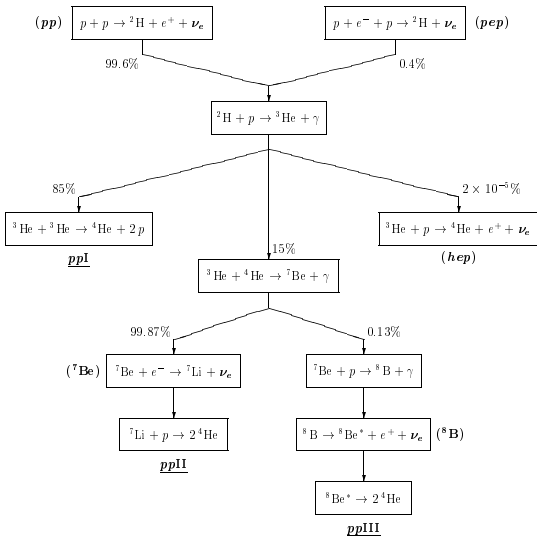 (pp) p + p → ²H + e⁺ + νₑ p + e⁻ + p → ²H + νₑ (pep)
99.6% 0.4%
²H + p → ³He + γ
85% 2 × 10⁻⁵%
³He + ³He → ⁴He + 2 p ³He + p → ⁴He + e⁺ + νₑ
ppI 15% (hep)
³He + ⁴He → ⁷Be + γ
99.87% 0.13%
(⁷Be) ⁷Be + e⁻ → ⁷Li + νₑ ⁷Be + p → ⁸B + γ
⁷Li + p → 2 ⁴He ⁸B → ⁸Be* + e⁺ + νₑ (⁸B)
ppII
⁸Be* → 2 ⁴He
ppIII